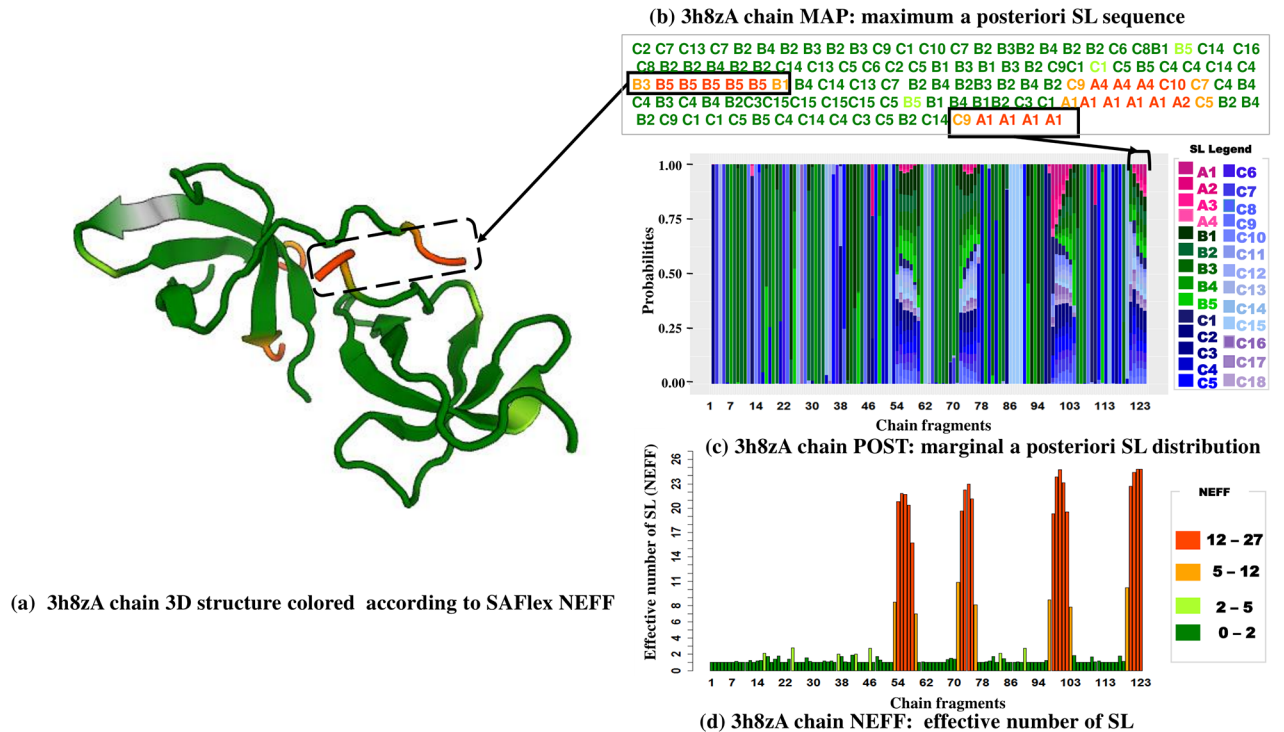 (b) 3h8zA chain MAP: maximum a posteriori SL sequence
C2 C7 C13 C7 B2 B4 B2 B3 B2 B3 C9 C1 C10 C7 B2 B3B2 B4 B2 B2 C6 C8B1 B5 C14 C16
C8 B2 B2 B4 B2 B2 C14 C13 C5 C6 C2 C5 B1 B3 B1 B3 B2 C9C1 C1 C5 B5 C4 C4 C14 C4
B3 B5 B5 B5 B5 B5 B1 B4 C14 C13 C7 B2 B4 B2B3 B2 B4 B2 C9 A4 A4 A4 C10 C7 C4 B4
C4 B3 C4 B4 B2C3C15C15 C15C15 C5 B5 B1 B4 B1B2 C3 C1 A1A1 A1 A1 A1 A2 C5 B2 B4
B2 C9 C1 C1 C5 B5 C4 C14 C4 C3 C5 B2 C14 C9 A1 A1 A1 A1
SL Legend
A1 C6
A2 C7
A3 C8
A4 C9
B1 C10
B2 C11
B3 C12
B4 C13
B5 C14
C1 C15
C2 C16
C3 C17
C4 C18
C5
Probabilities
1.00
0.75
0.50
0.25
0.00
1 7 14 22 30 38 46 54 62 70 78 86 94 103 113 123
Chain fragments
(c) 3h8zA chain POST: marginal a posteriori SL distribution
Effective number of SL (NEFF)
26
23
20
17
14
11
8
6
4
2
0
1 7 14 22 30 38 46 54 62 70 78 86 94 103 113 123
Chain fragments
(d) 3h8zA chain NEFF: effective number of SL
NEFF
12 – 27
5 – 12
2 – 5
0 – 2
(a) 3h8zA chain 3D structure colored according to SAFlex NEFF